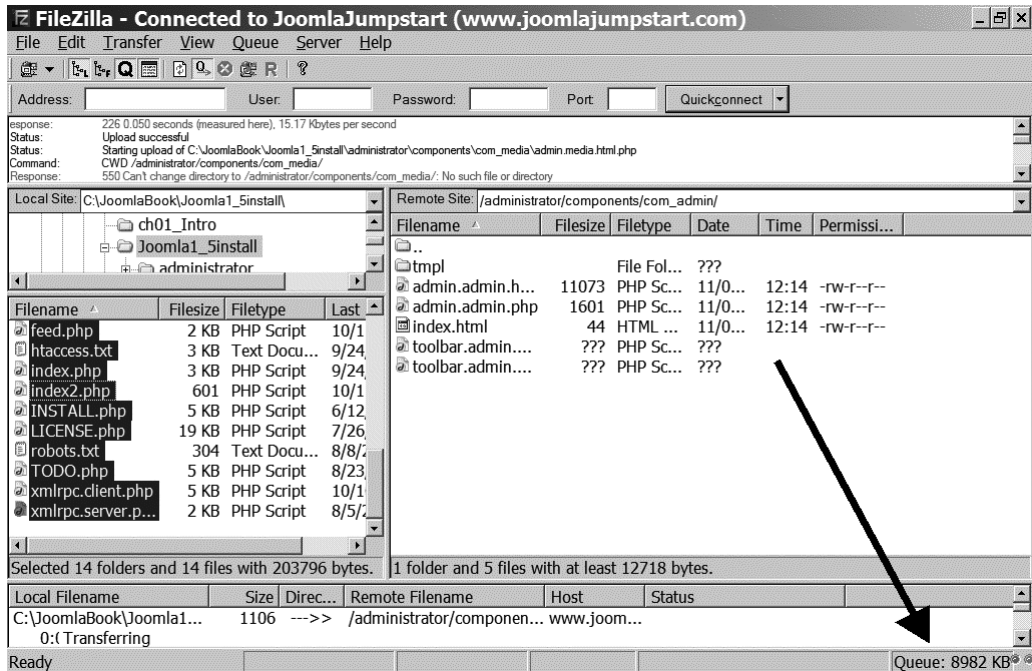 FileZilla - Connected to JoomlaJumpstart (www.joomlajumpstart.com)
File Edit Transfer View Queue Server Help
Address: User: Password: Port Quickconnect
esponse: 226 0.050 seconds (measured here), 15.17 Kbytes per second
Status: Upload successful
Status: Starting upload of C:\JoomlaBook\Joomla1_5install\administrator\components\com_media\admin.media.html.php
Command: CWD /administrator/components/com_media/
Response: 550 Can't change directory to /administrator/components/com_media/: No such file or directory
Local Site: C:\JoomlaBook\Joomla1_5install\
ch01_Intro
Joomla1_5install
administrator
Filename Filesize Filetype Last
feed.php 2 KB PHP Script 10/1
htaccess.txt 3 KB Text Docu... 9/24,
index.php 3 KB PHP Script 9/24,
index2.php 601 PHP Script 10/1
INSTALL.php 5 KB PHP Script 6/12,
LICENSE.php 19 KB PHP Script 7/26,
robots.txt 304 Text Docu... 8/8/2
TODO.php 5 KB PHP Script 8/23,
xmlrpc.client.php 5 KB PHP Script 10/1
xmlrpc.server.p... 2 KB PHP Script 8/5/2
Selected 14 folders and 14 files with 203796 bytes.
Remote Site: /administrator/components/com_admin/
Filename Filesize Filetype Date Time Permissi...
..
tmpl File Fol... ???
admin.admin.h... 11073 PHP Sc... 11/0... 12:14 -rw-r--r--
admin.admin.php 1601 PHP Sc... 11/0... 12:14 -rw-r--r--
index.html 44 HTML ... 11/0... 12:14 -rw-r--r--
toolbar.admin.... ??? PHP Sc... ???
toolbar.admin.... ??? PHP Sc... ???
1 folder and 5 files with at least 12718 bytes.
Local Filename Size Direc... Remote Filename Host Status
C:\JoomlaBook\Joomla1... 1106 --->> /administrator/componen... www.joom...
0:( Transferring
Ready Queue: 8982 KB